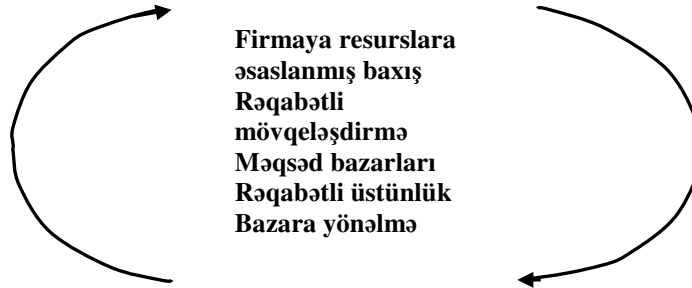 Firmaya resurslara
əsaslanmış baxış
Rəqabətli
mövqeləşdirmə
Məqsəd bazarları
Rəqabətli üstünlük
Bazara yönəlmə